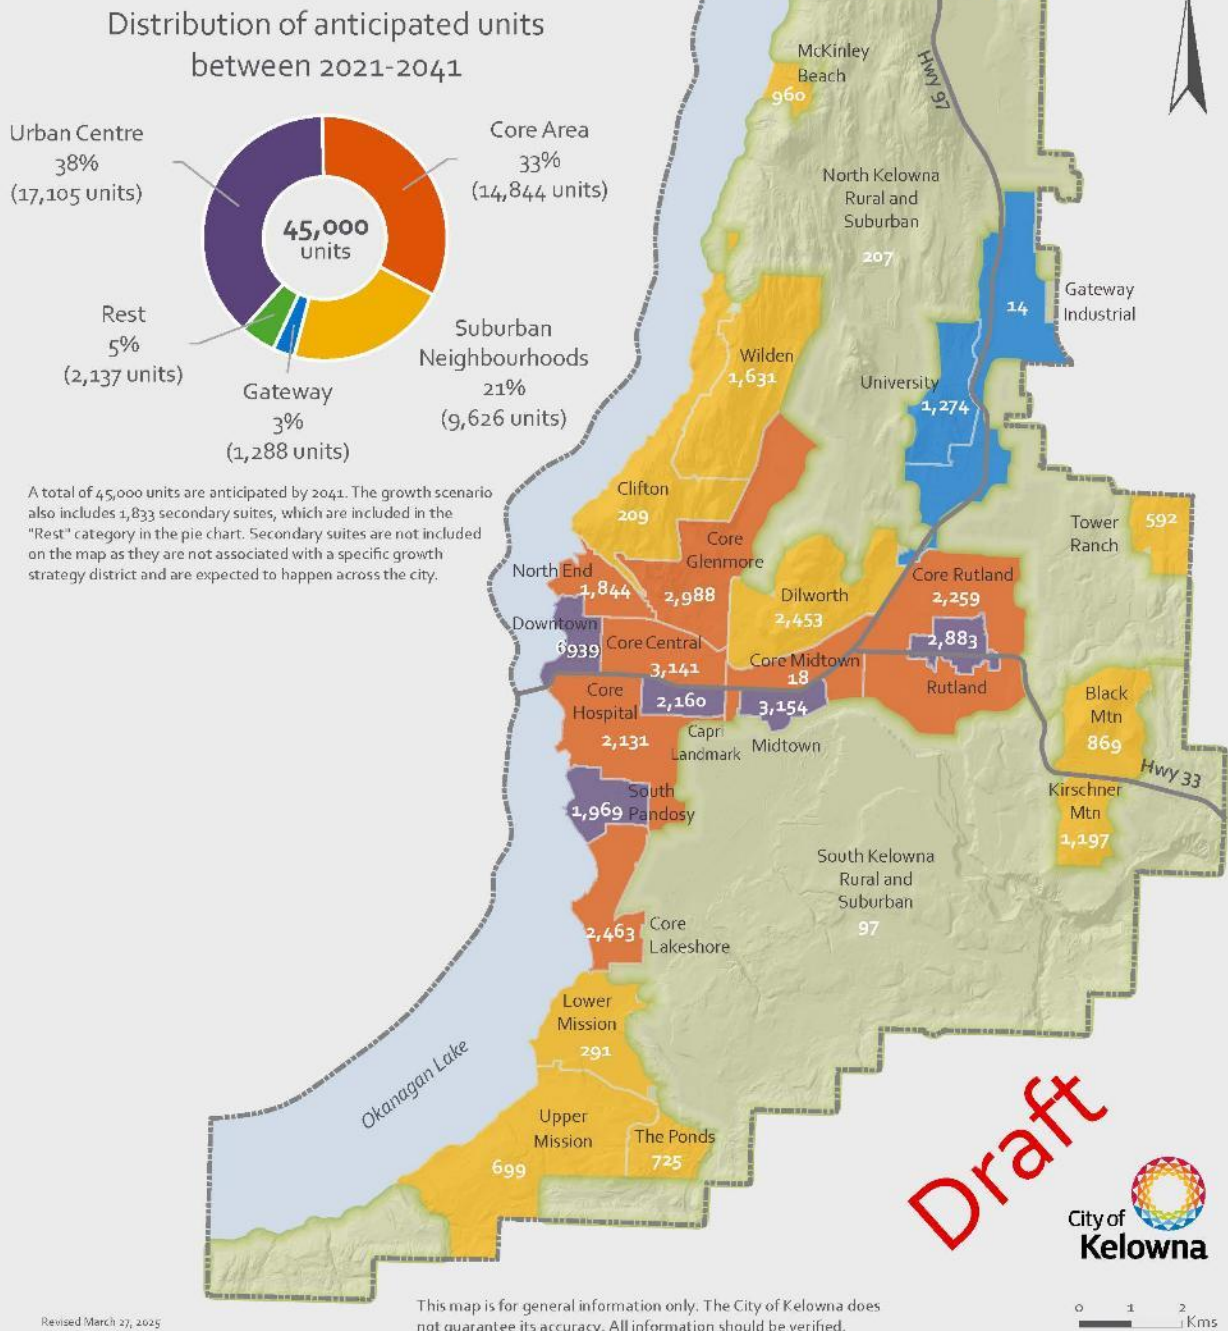 Distribution of anticipated units
between 2021-2041
Urban Centre
38%
(17,105 units)
Core Area
33%
(14,844 units)
45,000
units
Rest
5%
(2,137 units)
Gateway
3%
(1,288 units)
Suburban
Neighbourhoods
21%
(9,626 units)
A total of 45,000 units are anticipated by 2041. The growth scenario
also includes 1,833 secondary suites, which are included in the
"Rest" category in the pie chart. Secondary suites are not included
on the map as they are not associated with a specific growth
strategy district and are expected to happen across the city.
McKinley
Beach
960
Hwy 97
North Kelowna
Rural and
Suburban
207
14
Gateway
Industrial
Wilden
1,631
University
1,274
Clifton
209
Core
Glenmore
2,988
Tower
Ranch
592
North End
1,844
Dilworth
2,453
Core Rutland
2,259
Downtown
6939
Core Central
3,141
Core Midtown
18
2,883
Rutland
Core
Hospital
2,131
2,160
Capri
Landmark
3,154
Midtown
Black
Mtn
869
Hwy 33
Kirschner
Mtn
1,197
South
Pandosy
1,969
South Kelowna
Rural and
Suburban
97
Core
Lakeshore
2,463
Lower
Mission
291
Okanagan Lake
Upper
Mission
699
The Ponds
725
Draft
City of
Kelowna
This map is for general information only. The City of Kelowna does
not guarantee its accuracy. All information should be verified.
Revised March 27, 2025
0 1 2
Kms